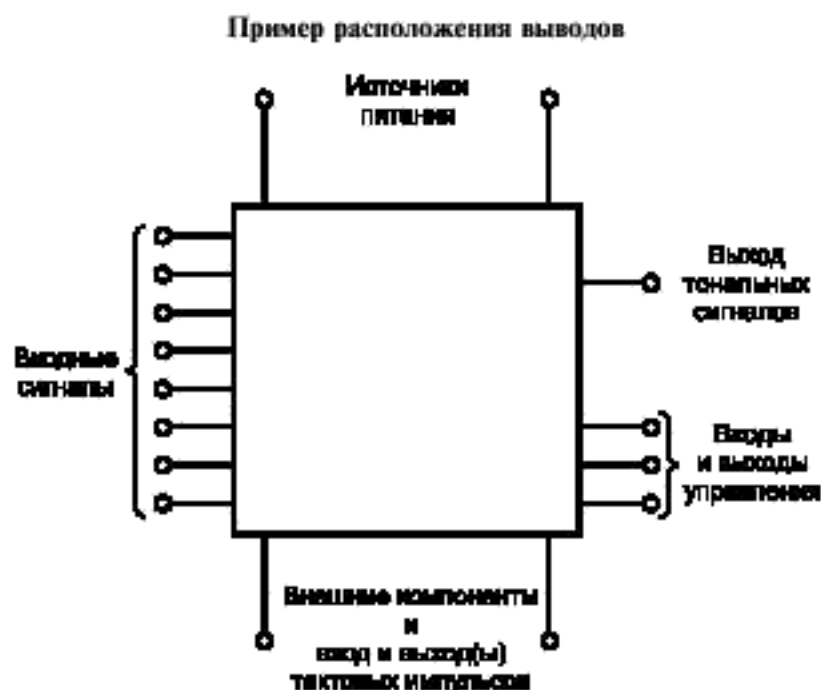 Пример расположения выводов
Источники
питания
Выход
тональных
сигналов
Входные
сигналы
Входы
и выходы
управления
Внешние компоненты
и
вход и выход(ы)
тактовых импульсов